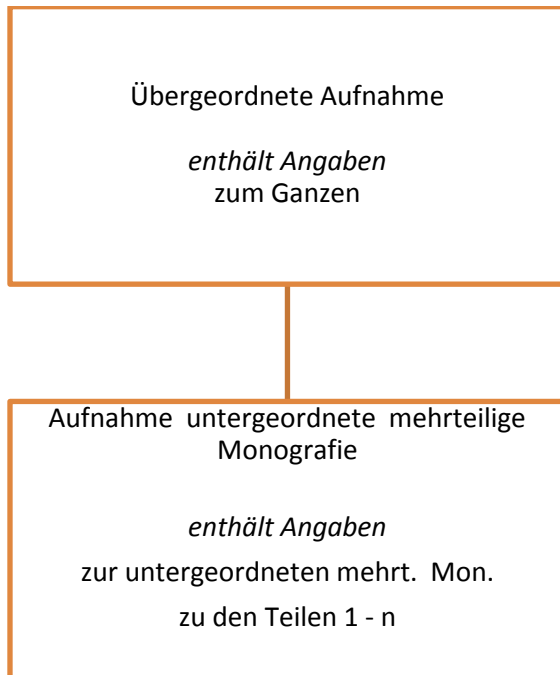 Übergeordnete Aufnahme
enthält Angaben
zum Ganzen
Aufnahme untergeordnete mehrteilige
Monografie
enthält Angaben
zur untergeordneten mehrt. Mon.
zu den Teilen 1 - n